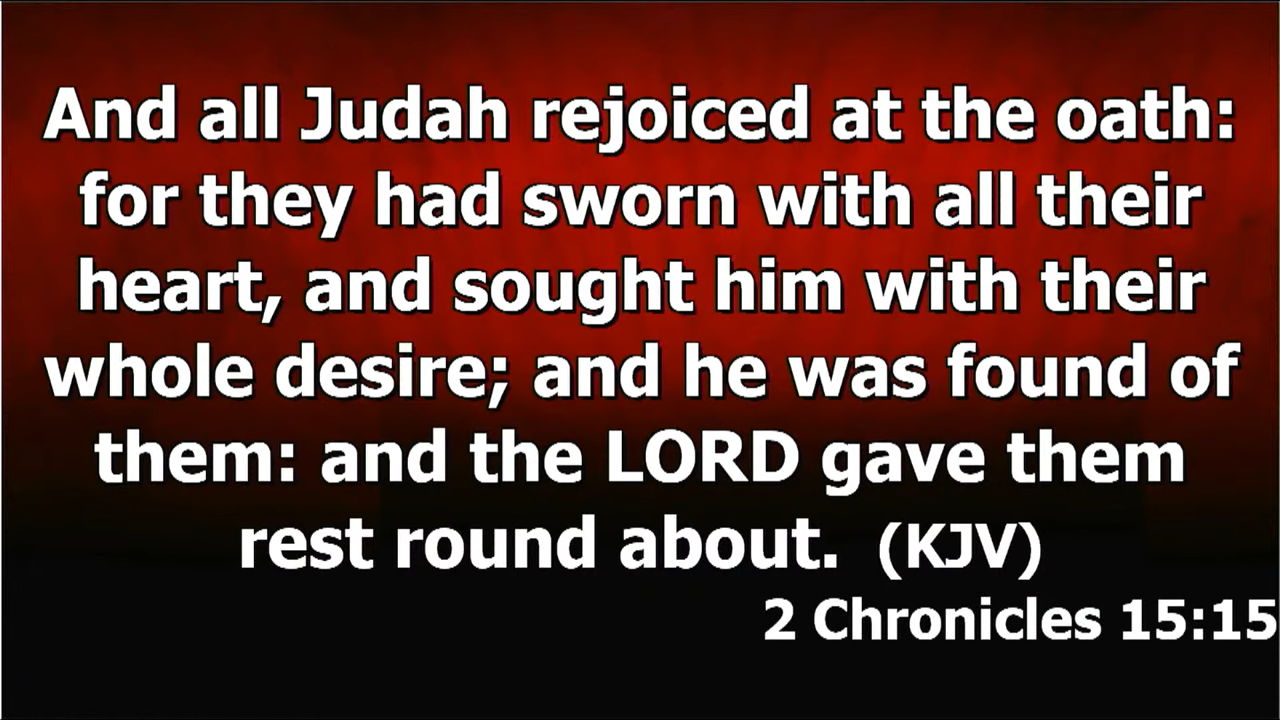 And all Judah rejoiced at the oath:
for they had sworn with all their
heart, and sought him with their
whole desire; and he was found of
them: and the LORD gave them
rest round about. (KJV)
2 Chronicles 15:15